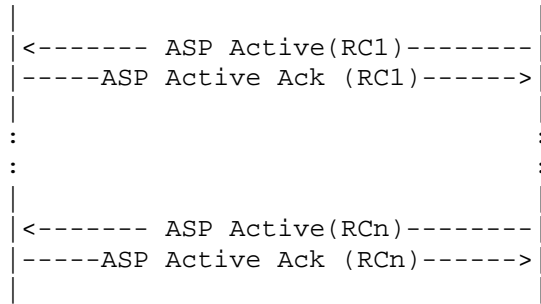 |                               |
|<------- ASP Active(RC1)--------|
|-----ASP Active Ack (RC1)------>|
|                               |
:                               :
:                               :
|                               |
|<------- ASP Active(RCn)--------|
|-----ASP Active Ack (RCn)------>|
|                               |